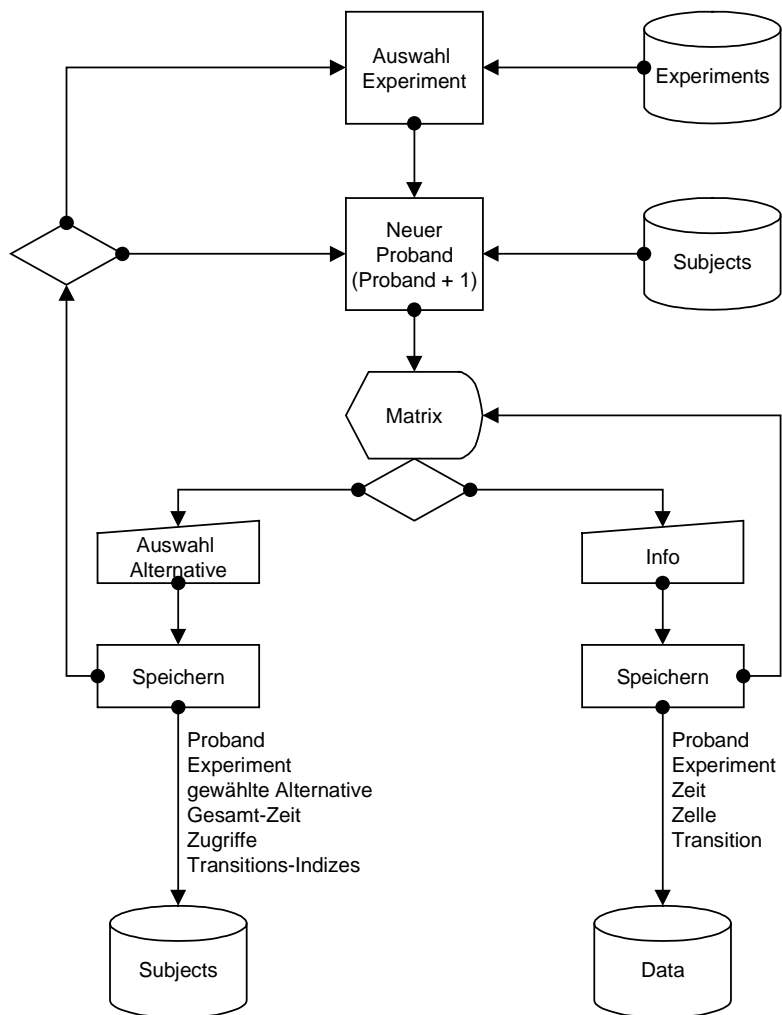 Auswahl
Experiment
Experiments
Neuer
Proband
(Proband + 1)
Subjects
Matrix
Auswahl
Alternative
Info
Speichern
Speichern
Proband
Experiment
gewählte Alternative
Gesamt-Zeit
Zugriffe
Transitions-Indizes
Proband
Experiment
Zeit
Zelle
Transition
Subjects
Data